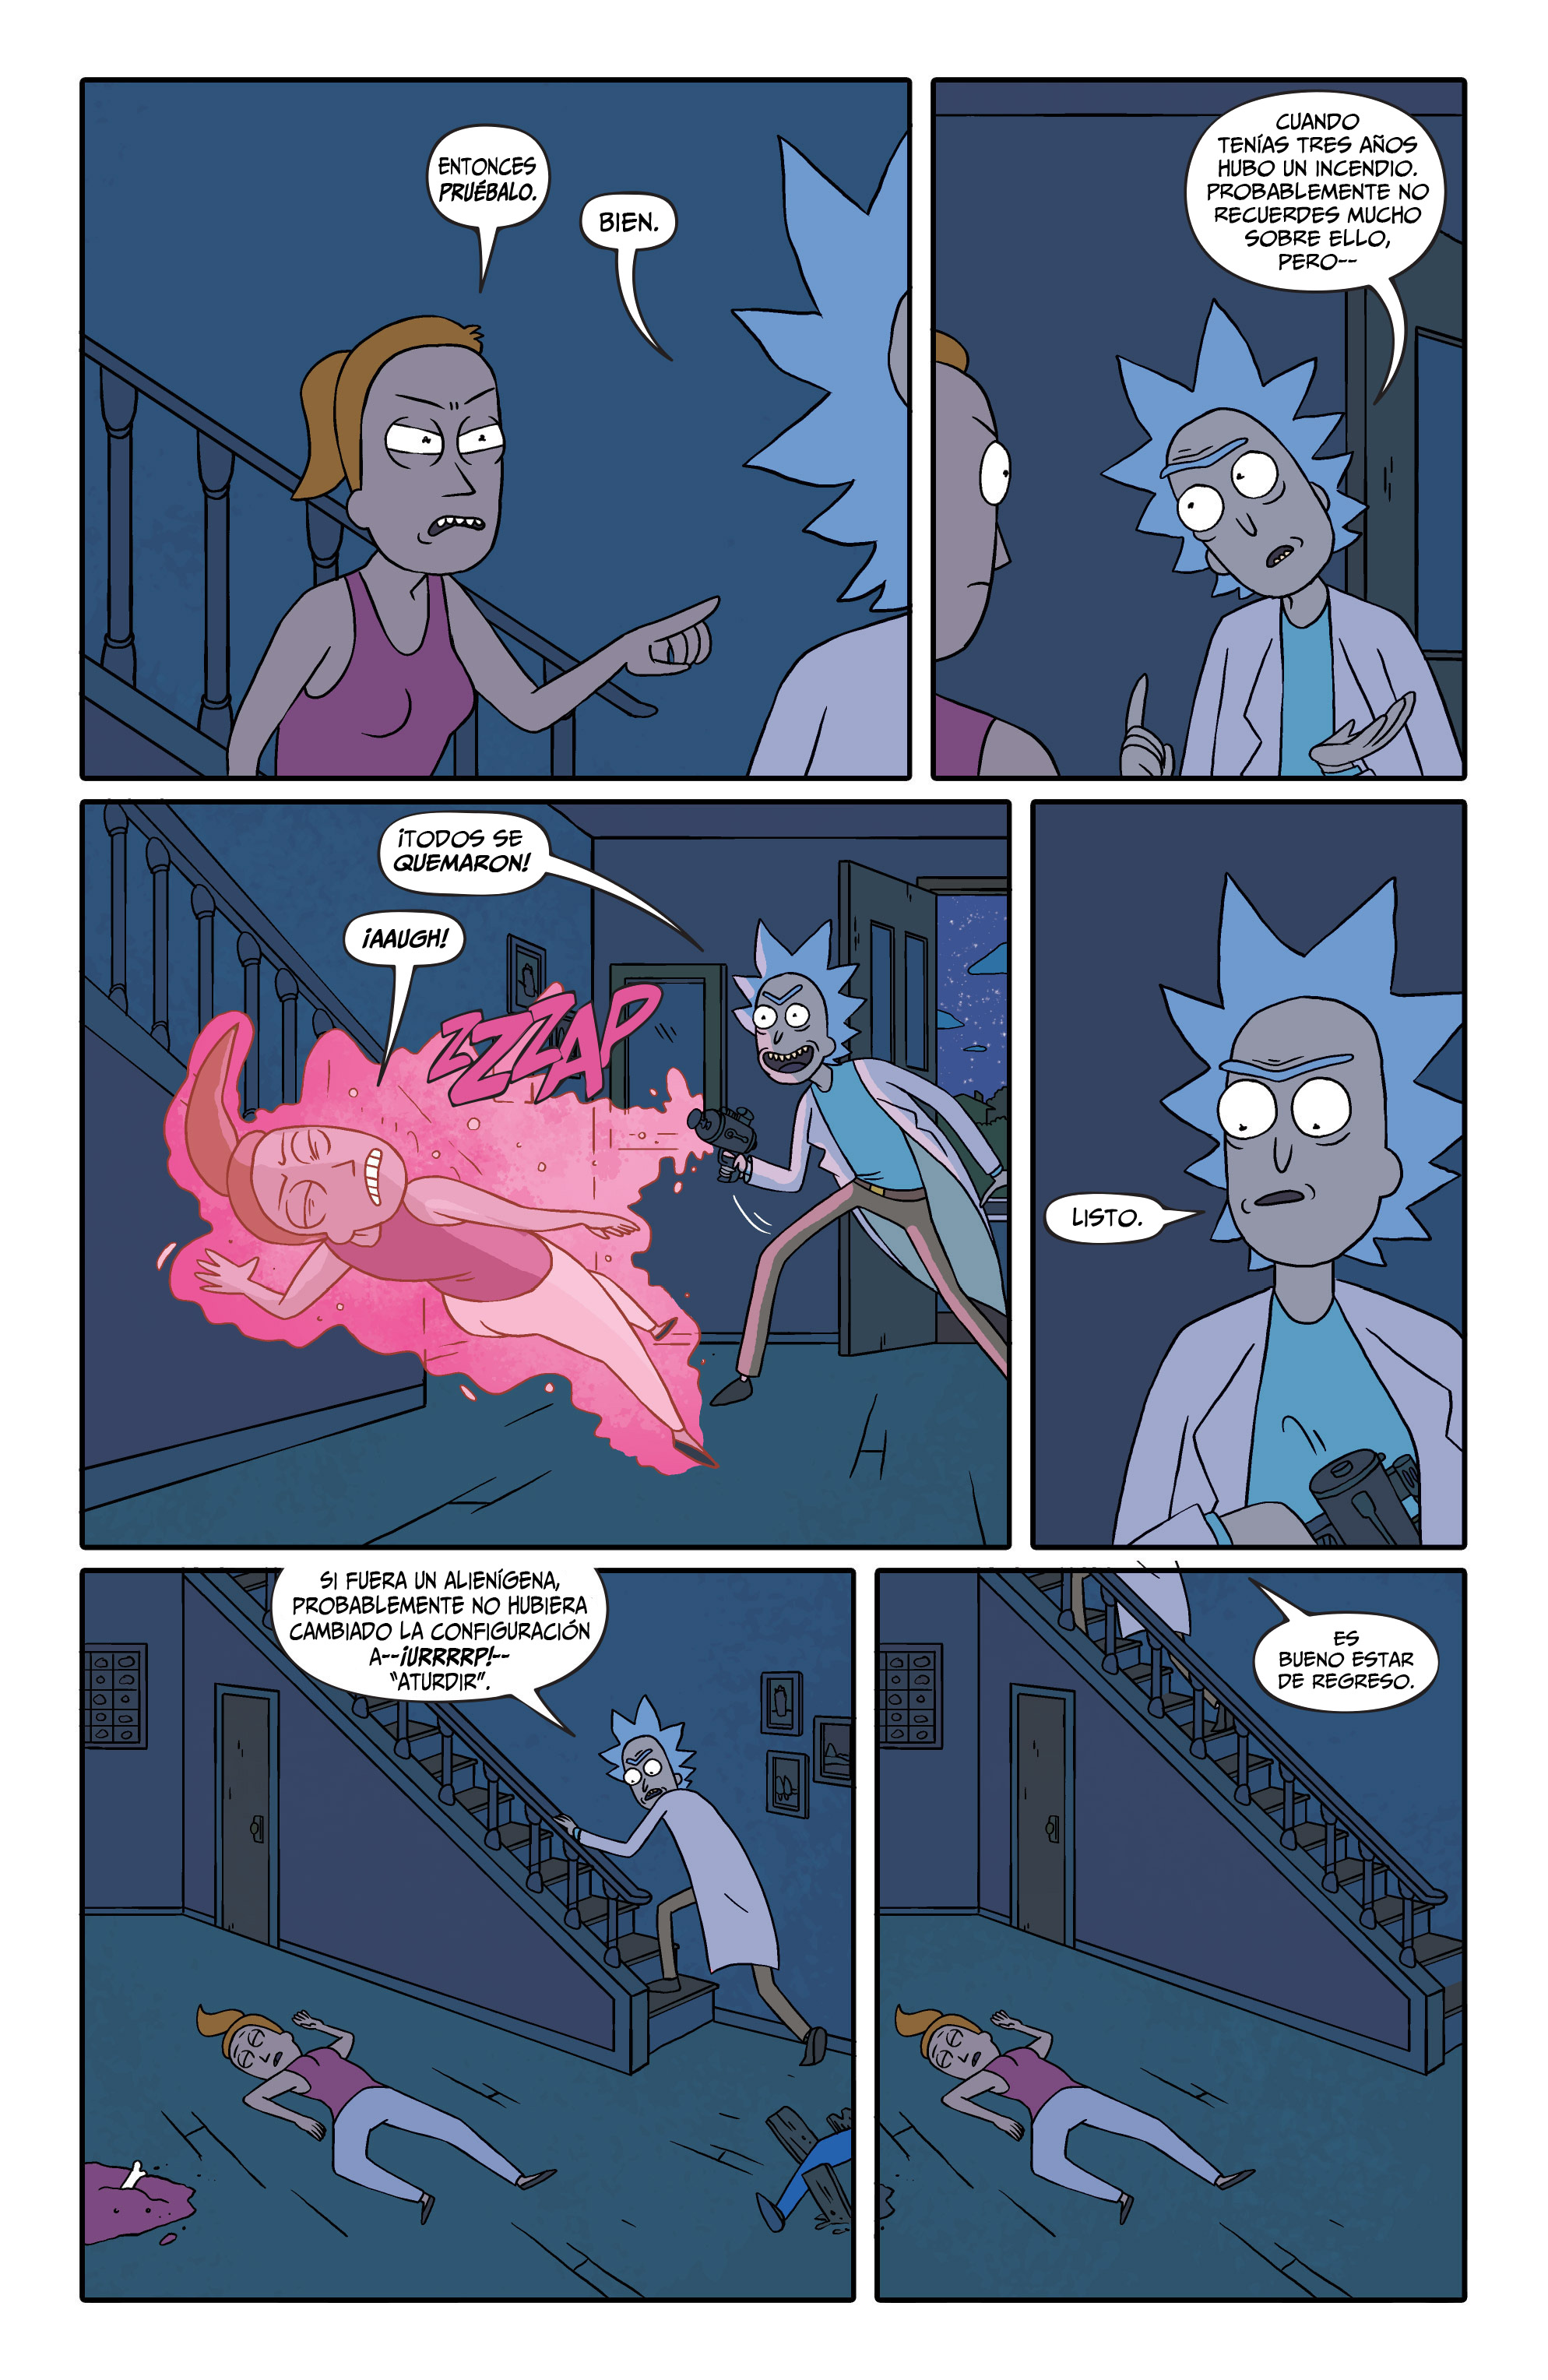 ENTONCES
PRUÉBALO.
BIEN.
CUANDO
TENÍAS TRES AÑOS
HUBO UN INCENDIO.
PROBABLEMENTE NO
RECUERDES MUCHO
SOBRE ELLO,
PERO--
¡TODOS SE
QUEMARON!
¡AAUGH!
ZZZZAP
LISTO.
SI FUERA UN ALIENÍGENA,
PROBABLEMENTE NO HUBIERA
CAMBIADO LA CONFIGURACIÓN
A--¡URRRRP!--
"ATURDIR".
ES
BUENO ESTAR
DE REGRESO.